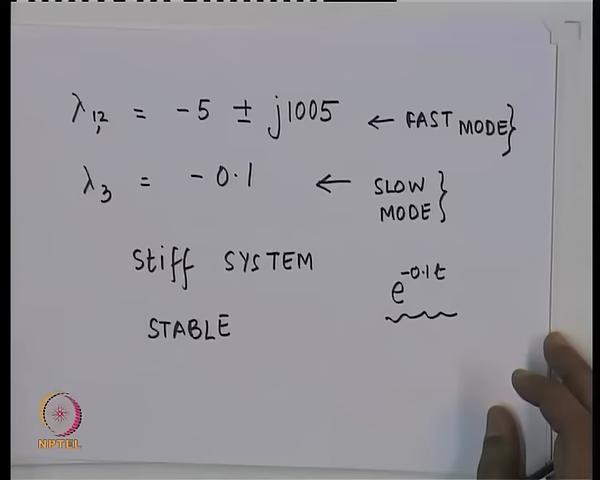 λ1,2 = -5 ± j1005 ← FAST MODE}
λ3 = -0.1 ← SLOW MODE}
Stiff SYSTEM
e^-0.1t
STABLE
NPTEL